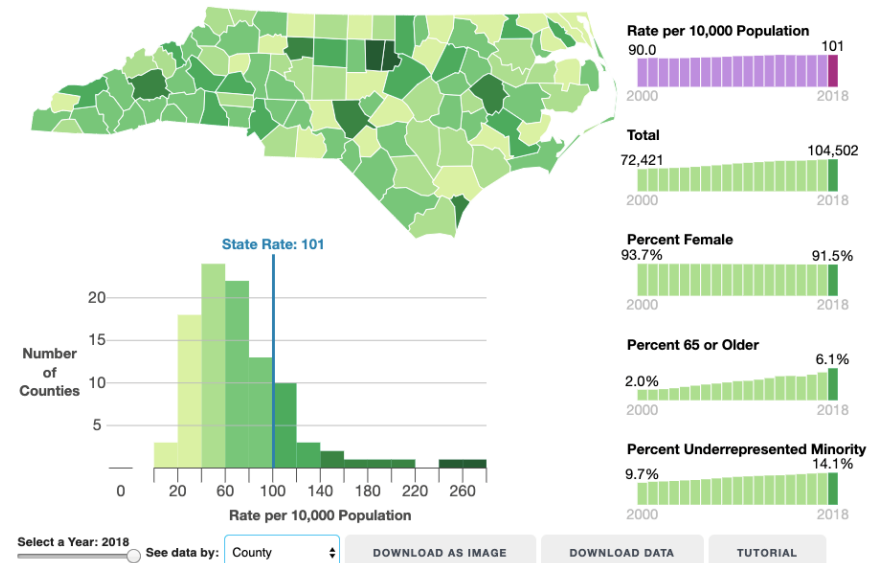 Rate per 10,000 Population
90.0 101
2000 2018
Total
72,421 104,502
2000 2018
State Rate: 101
Percent Female
93.7% 91.5%
2000 2018
20
15
10
5
Number
of
Counties
0 20 60 100 140 180 220 260
Rate per 10,000 Population
Percent 65 or Older
2.0% 6.1%
2000 2018
Percent Underrepresented Minority
9.7% 14.1%
2000 2018
Select a Year: 2018
See data by: County
DOWNLOAD AS IMAGE
DOWNLOAD DATA
TUTORIAL